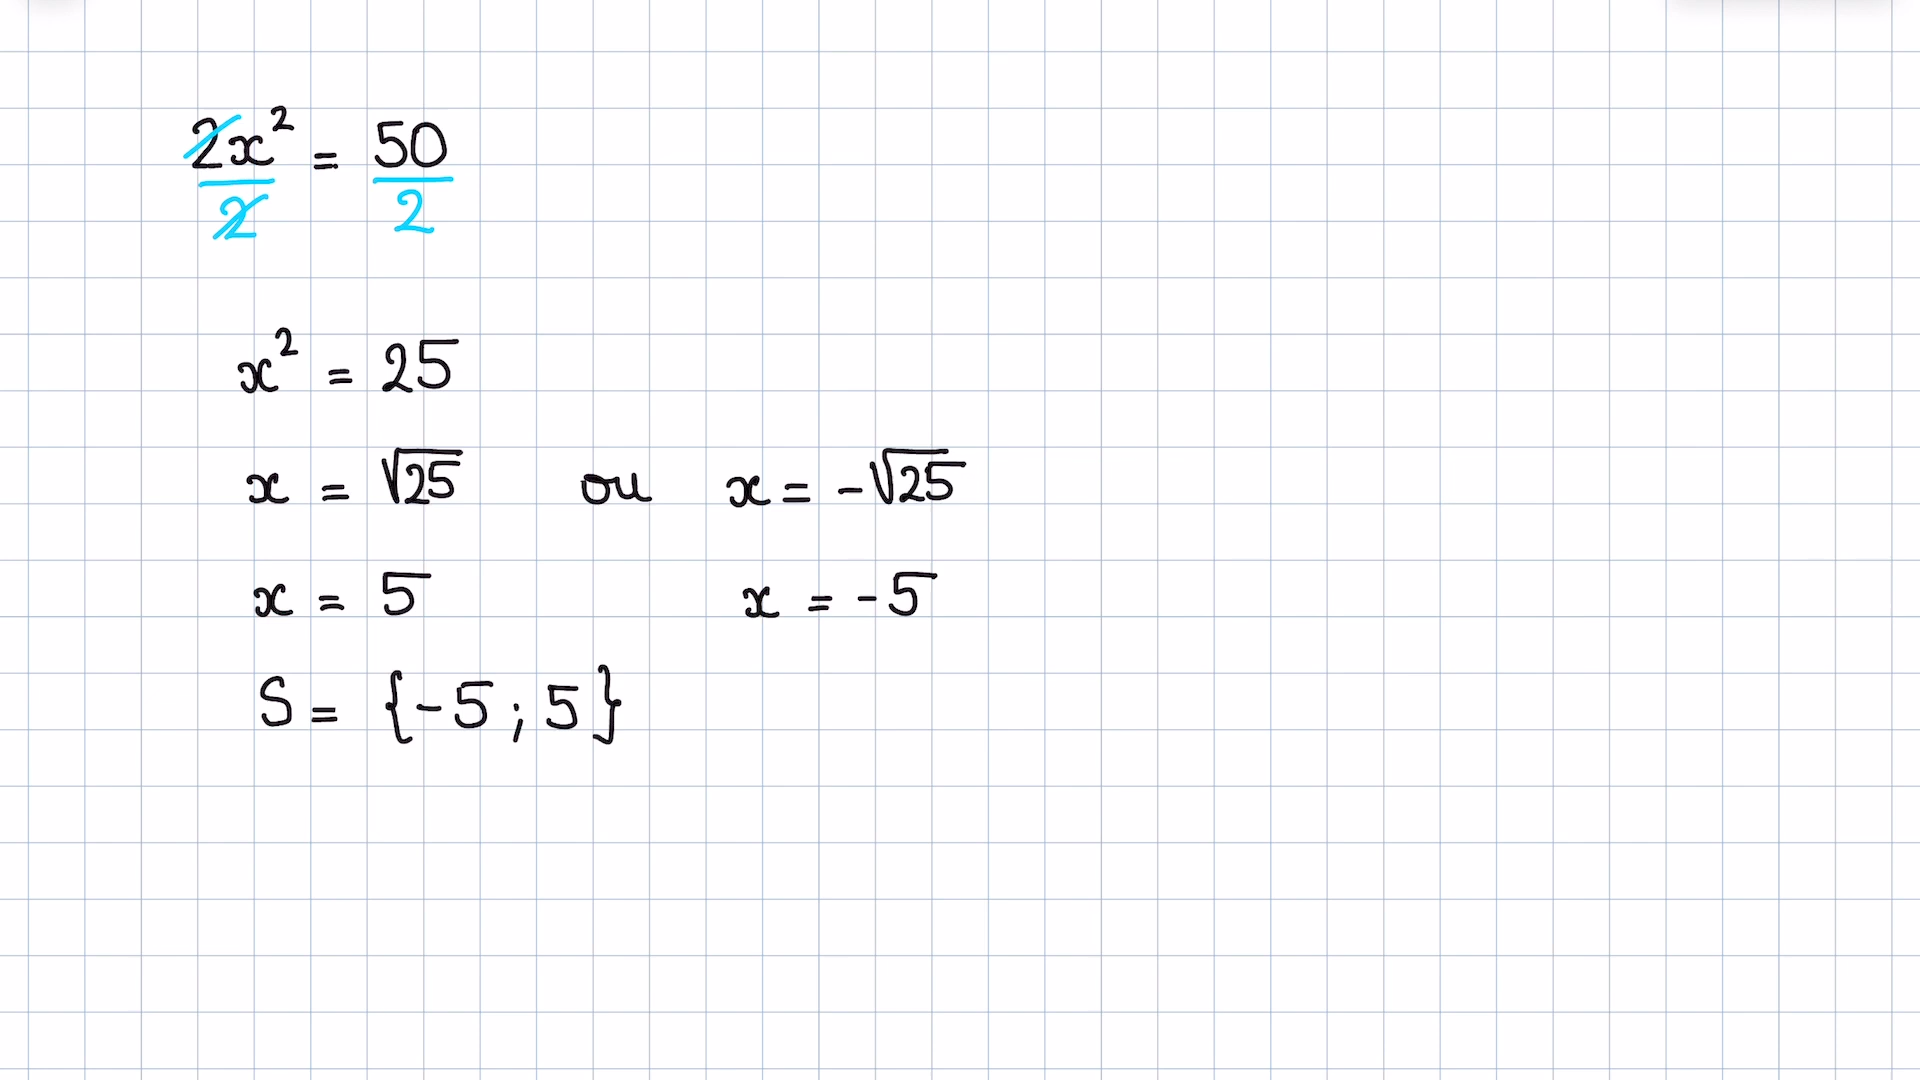 2x² = 50
2 2
x² = 25
x = √25 ou x = -√25
x = 5 x = -5
S = {-5 ; 5}